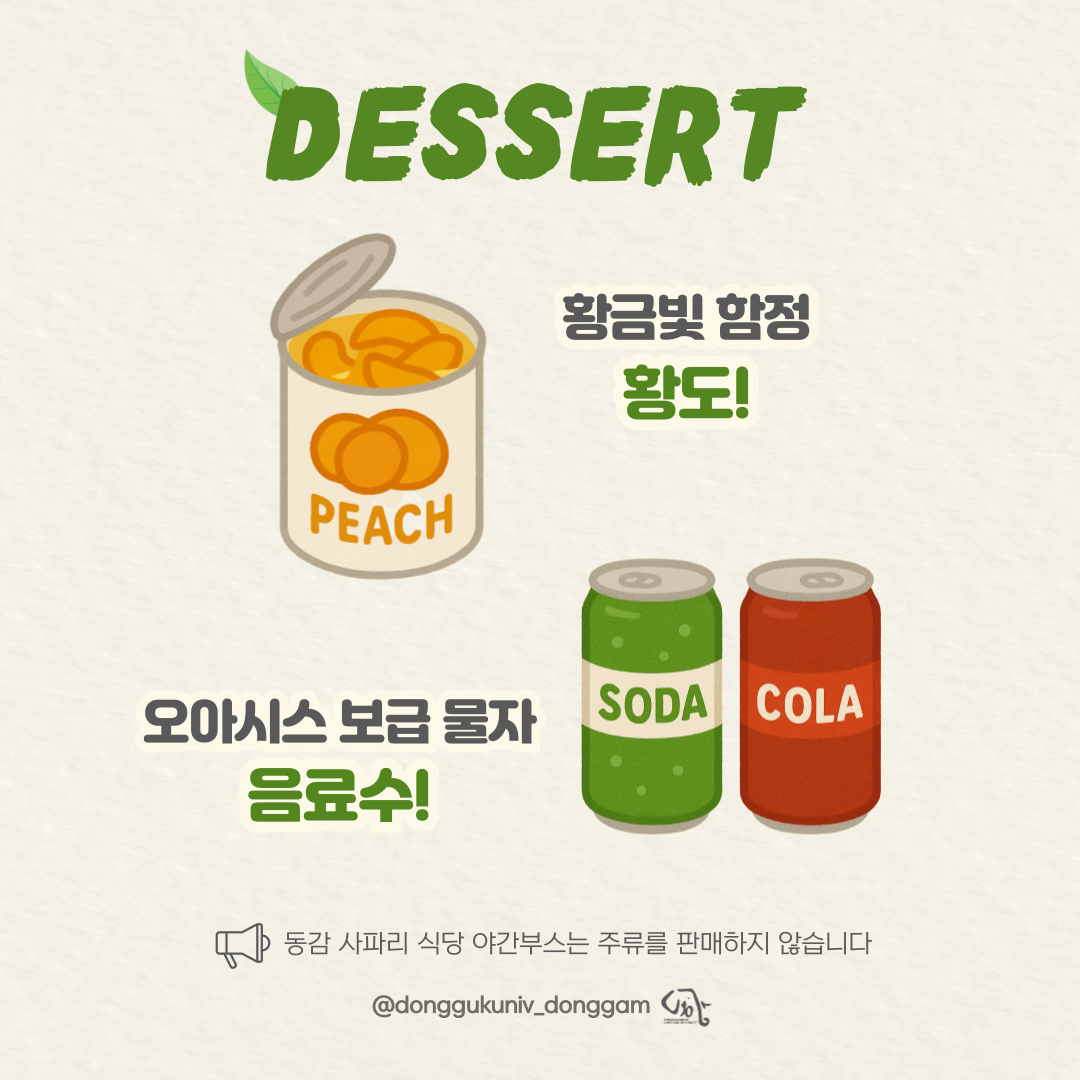 DESSERT
황금빛 함정
황도!
PEACH
SODA
COLA
오아시스 보급 물자
음료수!
동감 사파리 식당 야간부스는 주류를 판매하지 않습니다
@donggukuniv_donggam